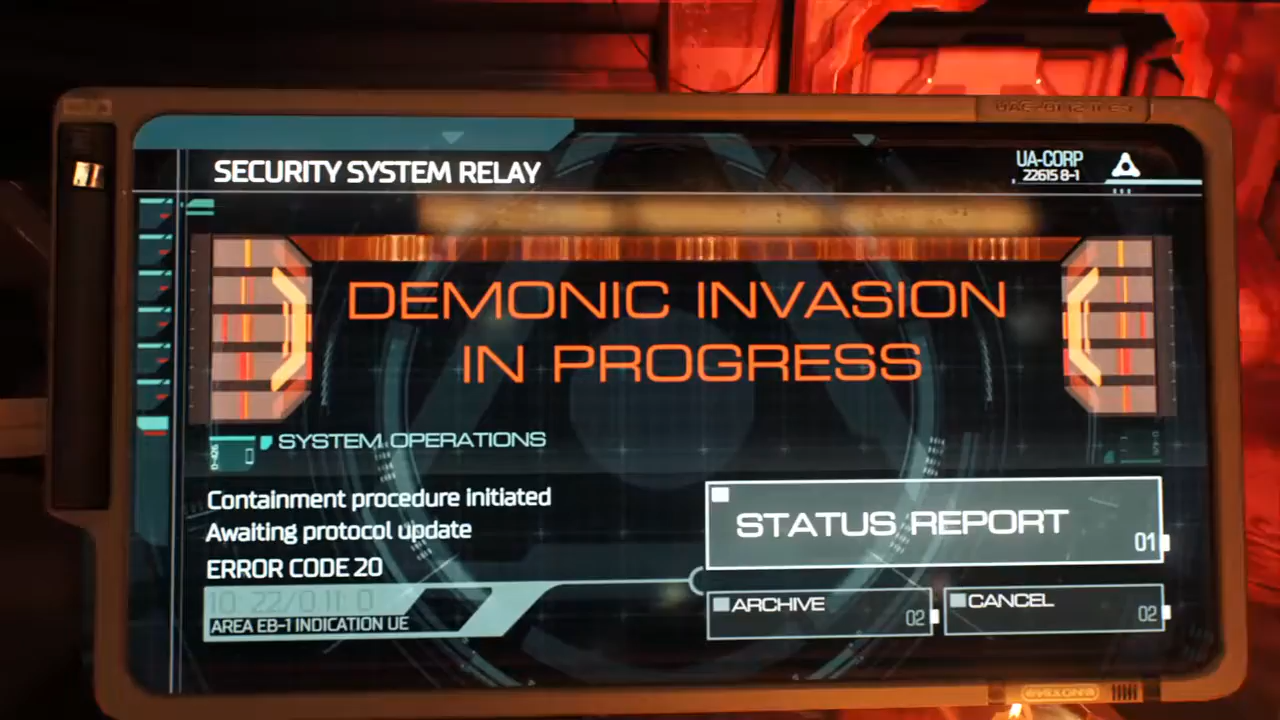 SECURITY SYSTEM RELAY
UA-CORP
22615 8-1
DEMONIC INVASION
IN PROGRESS
SYSTEM OPERATIONS
Containment procedure initiated
Awaiting protocol update
ERROR CODE 20
AREA EB-1 INDICATION UE
STATUS REPORT
01
ARCHIVE
02
CANCEL
02